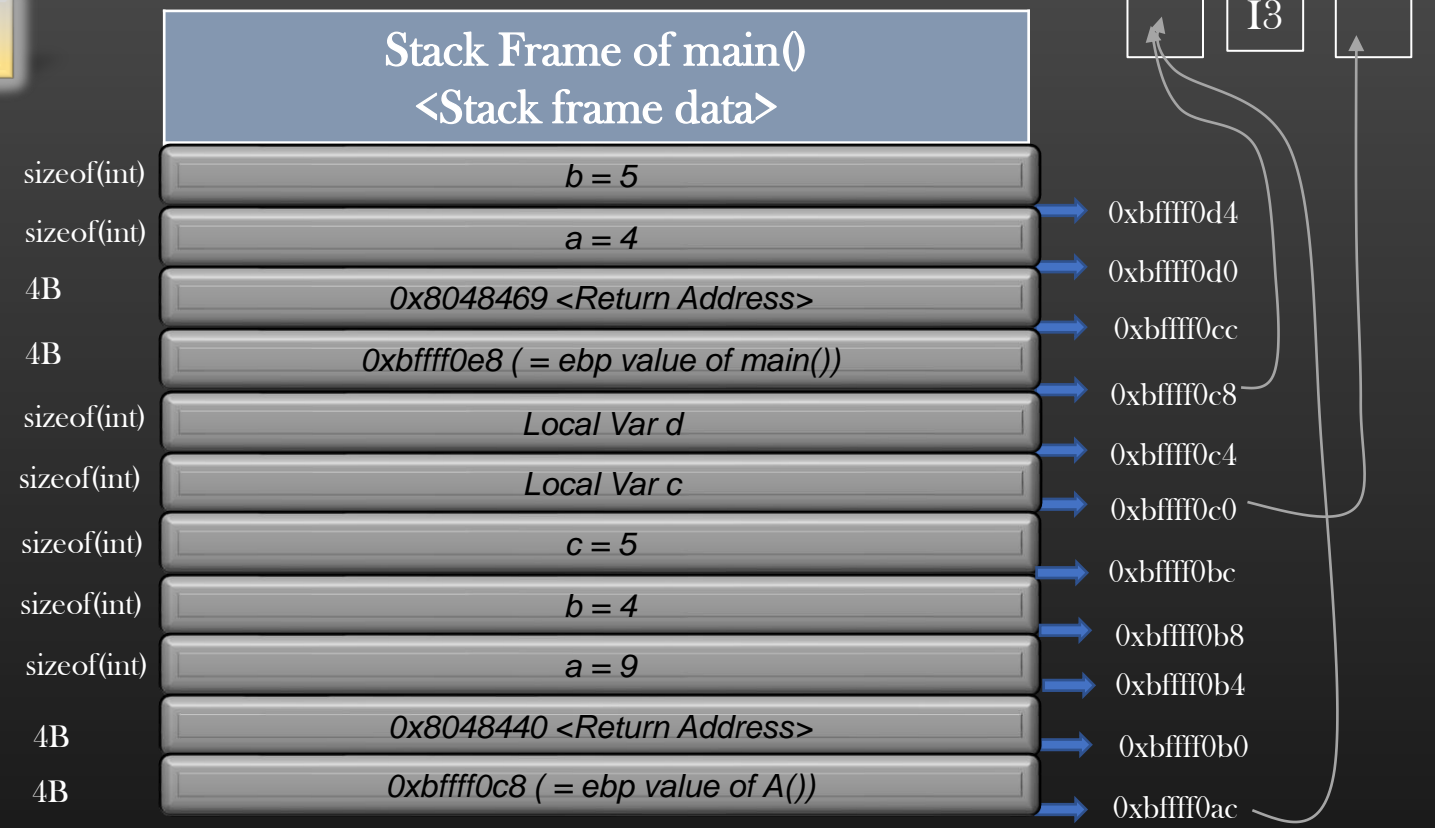 I3
Stack Frame of main()
<Stack frame data>
sizeof(int) b = 5
0xbffff0d4
sizeof(int) a = 4
0xbffff0d0
4B 0x8048469 <Return Address>
0xbffff0cc
4B 0xbffff0e8 ( = ebp value of main())
0xbffff0c8
sizeof(int) Local Var d
0xbffff0c4
sizeof(int) Local Var c
0xbffff0c0
sizeof(int) c = 5
0xbffff0bc
sizeof(int) b = 4
0xbffff0b8
sizeof(int) a = 9
0xbffff0b4
4B 0x8048440 <Return Address>
0xbffff0b0
4B 0xbffff0c8 ( = ebp value of A())
0xbffff0ac